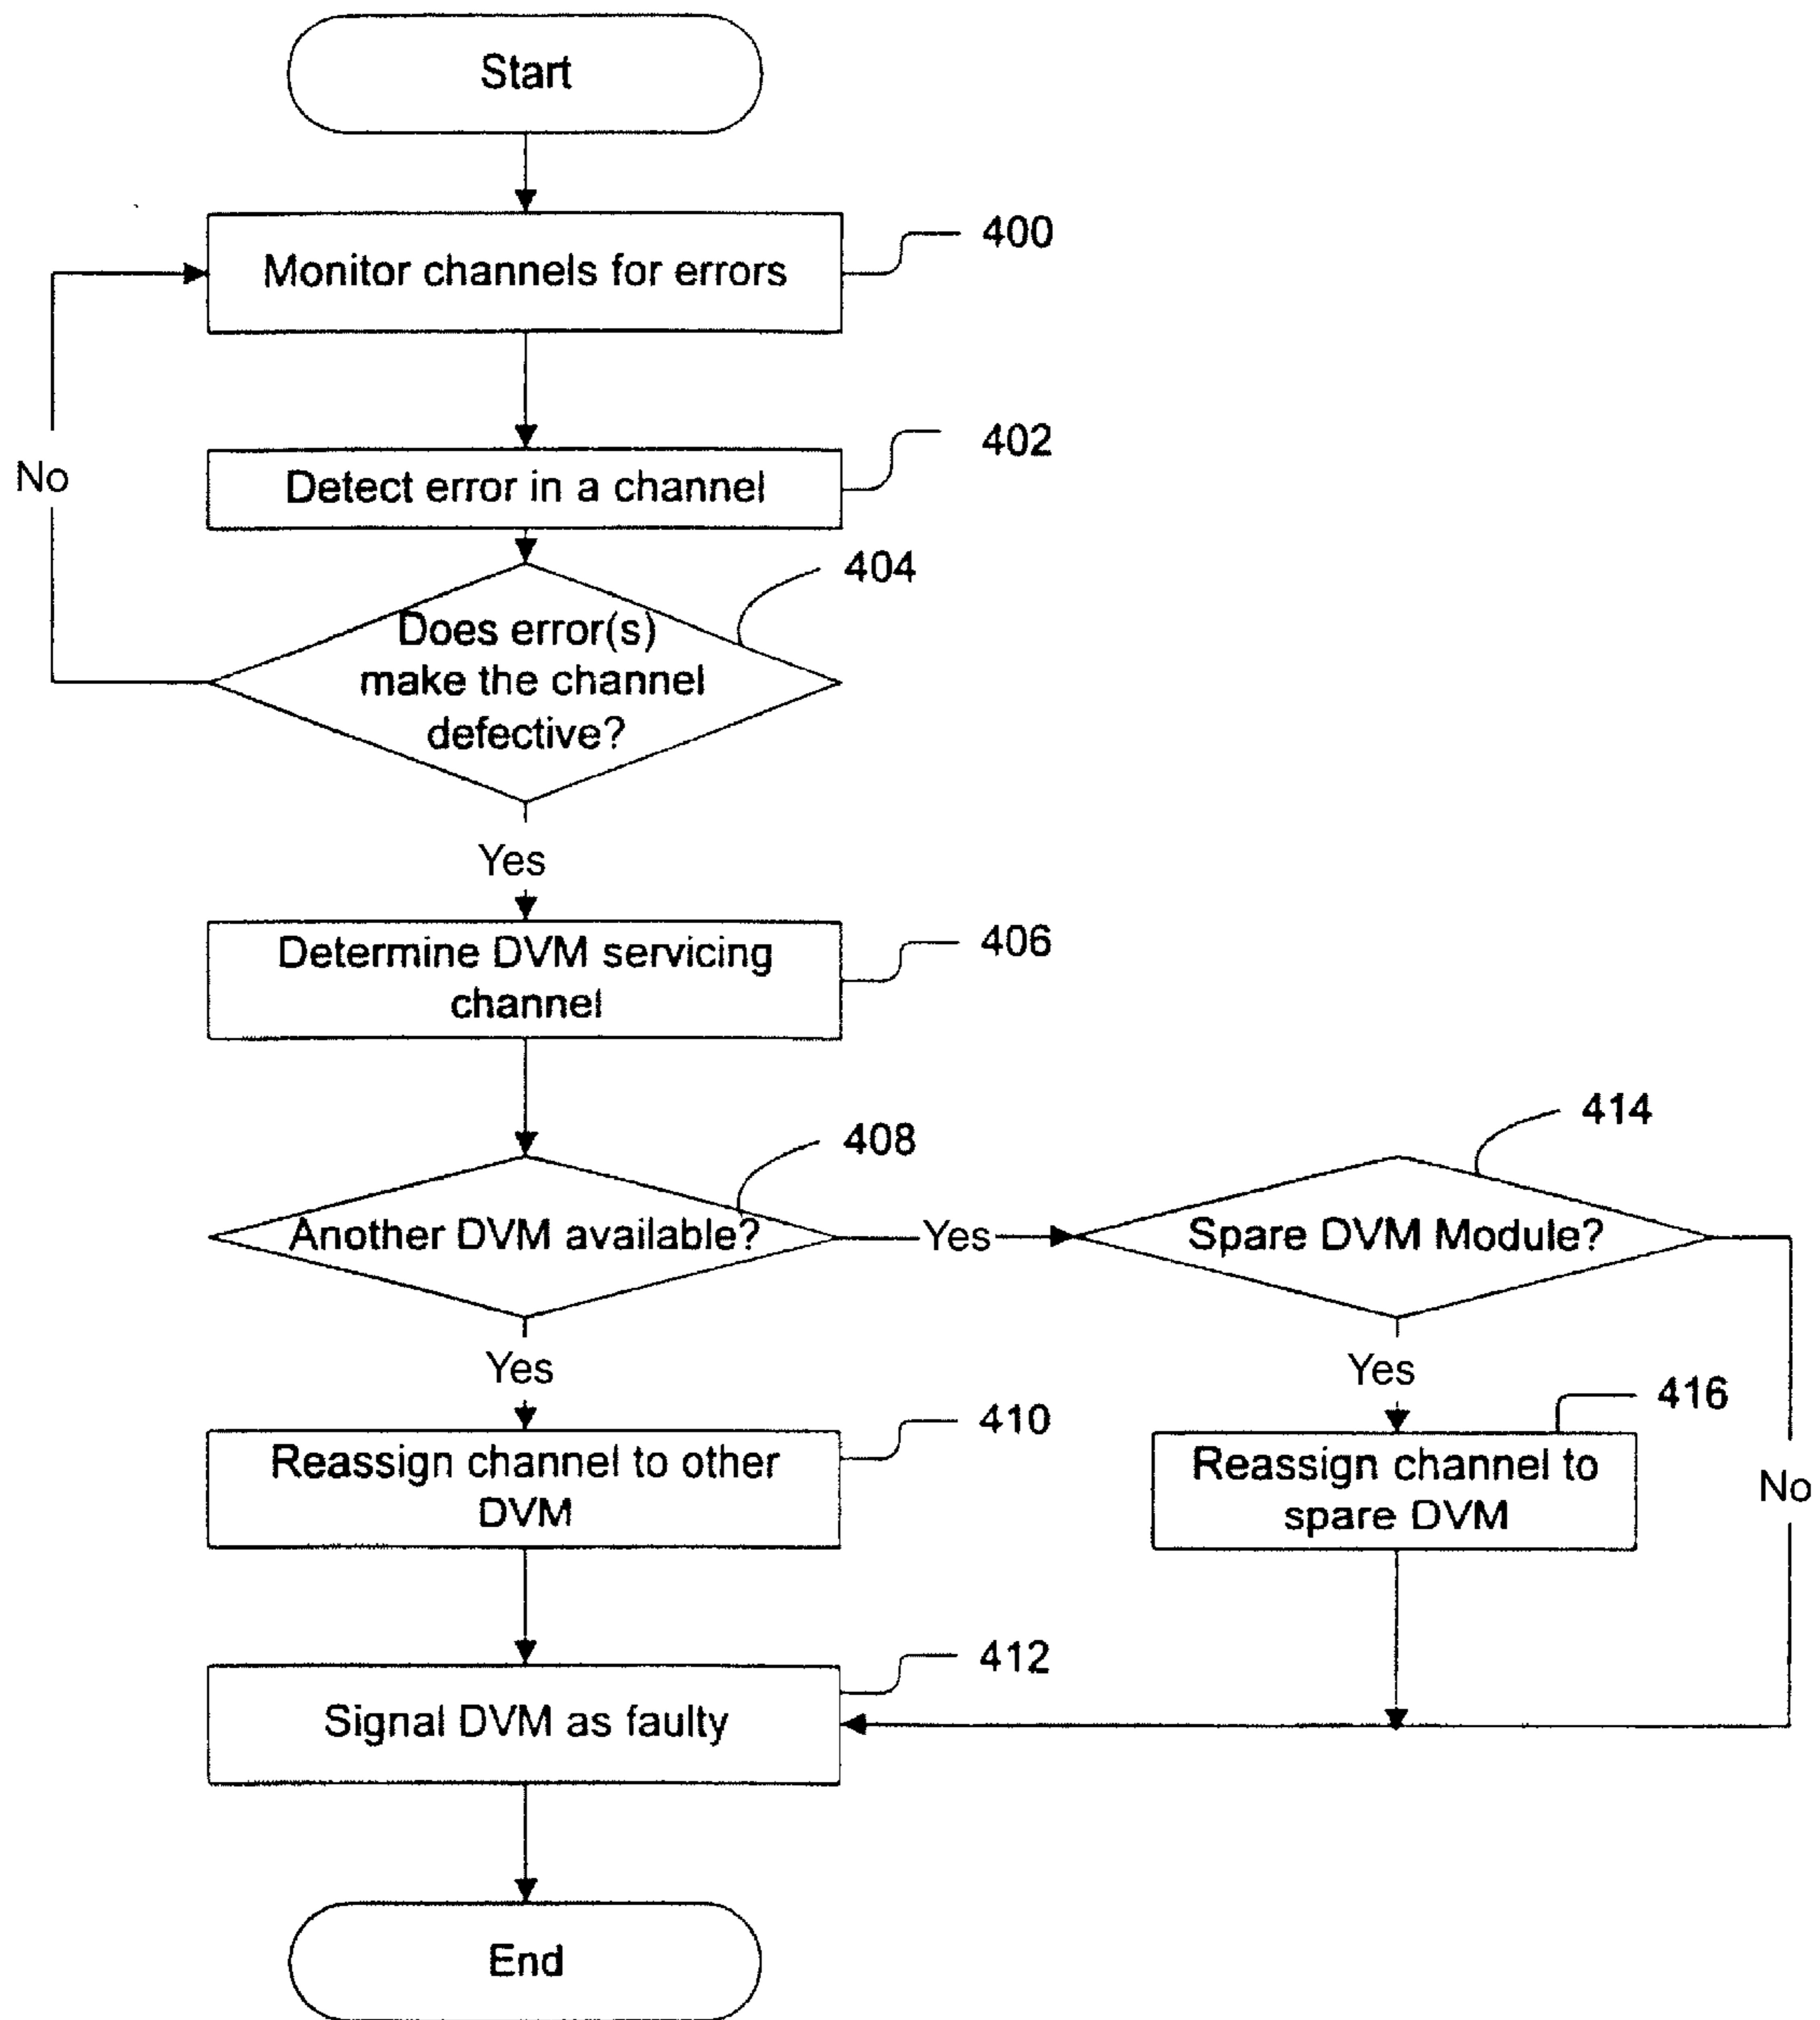 Start
Monitor channels for errors
400
No
Detect error in a channel
402
Does error(s)
make the channel
defective?
404
Yes
Determine DVM servicing
channel
406
Another DVM available?
408
Yes
Spare DVM Module?
414
Yes
Reassign channel to other
DVM
410
Yes
Reassign channel to
spare DVM
416
No
Signal DVM as faulty
412
End